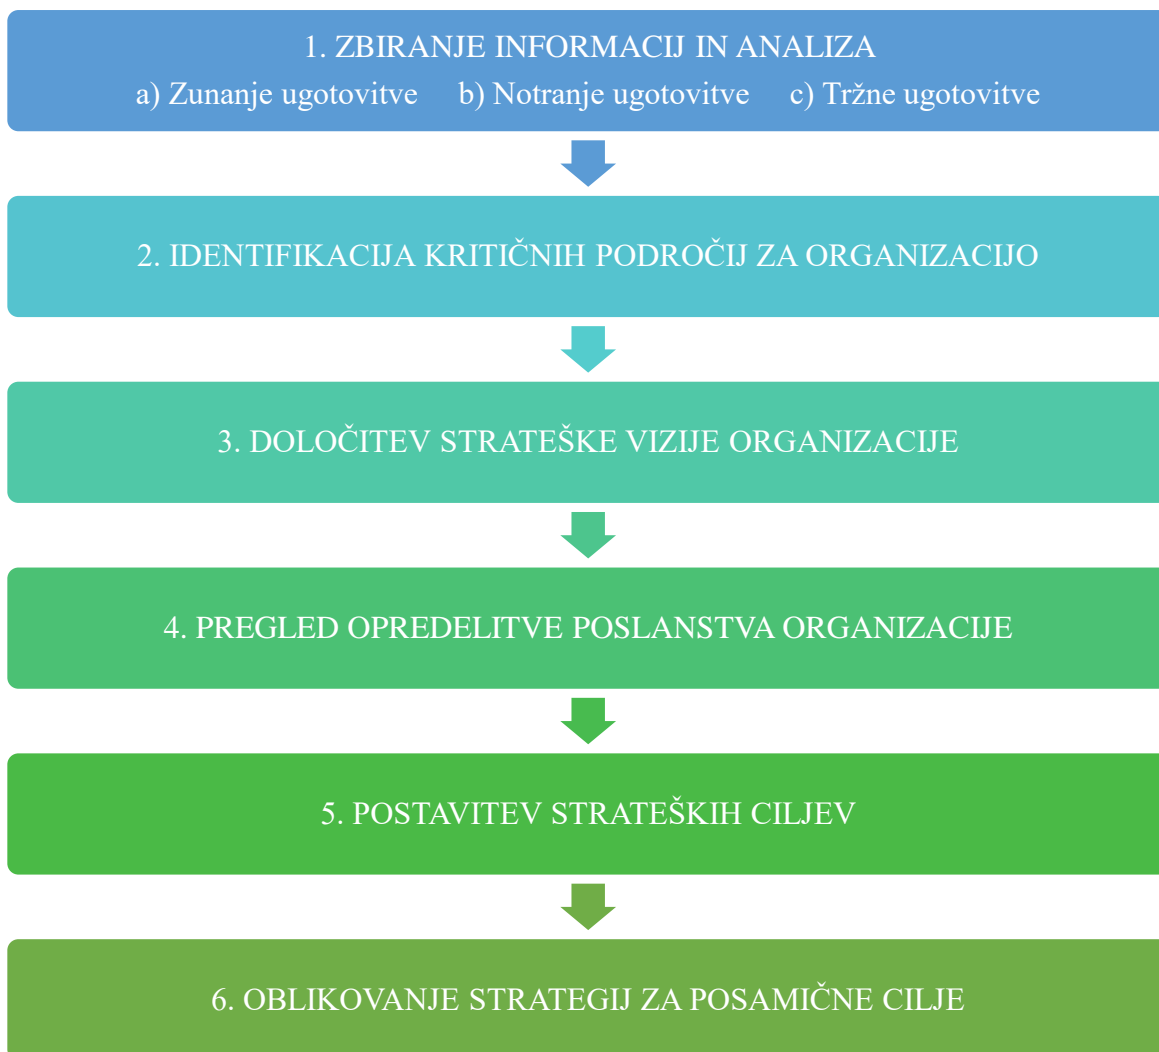 1. ZBIRANJE INFORMACIJ IN ANALIZA
a) Zunanje ugotovitve b) Notranje ugotovitve c) Tržne ugotovitve
2. IDENTIFIKACIJA KRITIČNIH PODROČIJ ZA ORGANIZACIJO
3. DOLOČITEV STRATEŠKE VIZIJE ORGANIZACIJE
4. PREGLED OPREDELITVE POSLANSTVA ORGANIZACIJE
5. POSTAVITEV STRATEŠKIH CILJEV
6. OBLIKOVANJE STRATEGIJ ZA POSAMIČNE CILJE